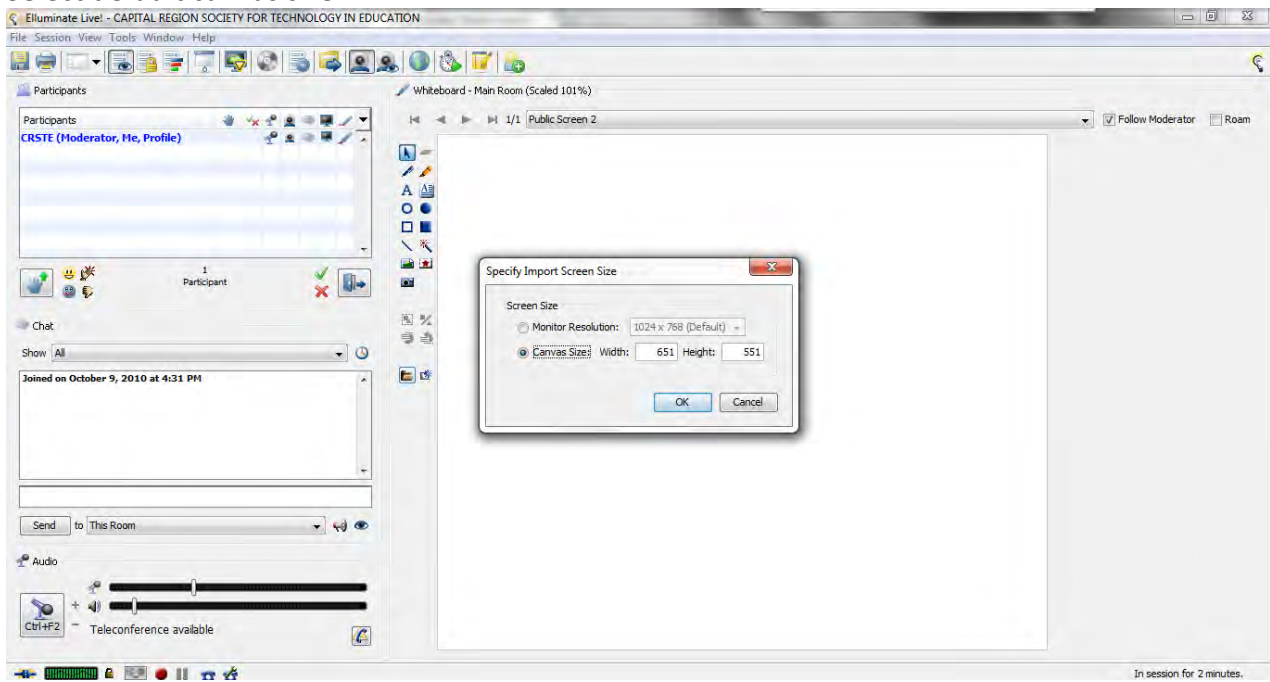 Elluminate Live! - CAPITAL REGION SOCIETY FOR TECHNOLOGY IN EDUCATION
File Session View Tools Window Help
Participants
Participants
CRSTE (Moderator, Me, Profile)
1
Participant
Chat
Show All
Joined on October 9, 2010 at 4:31 PM
Send to This Room
Audio
Ctrl+F2
+
-
Teleconference available
Whiteboard - Main Room (Scaled 101%)
1/1 Public Screen 2
Follow Moderator Roam
A A
Specify Import Screen Size
Screen Size
Monitor Resolution: 1024 x 768 (Default)
Canvas Size: Width: 651 Height: 551
OK Cancel
In session for 2 minutes.